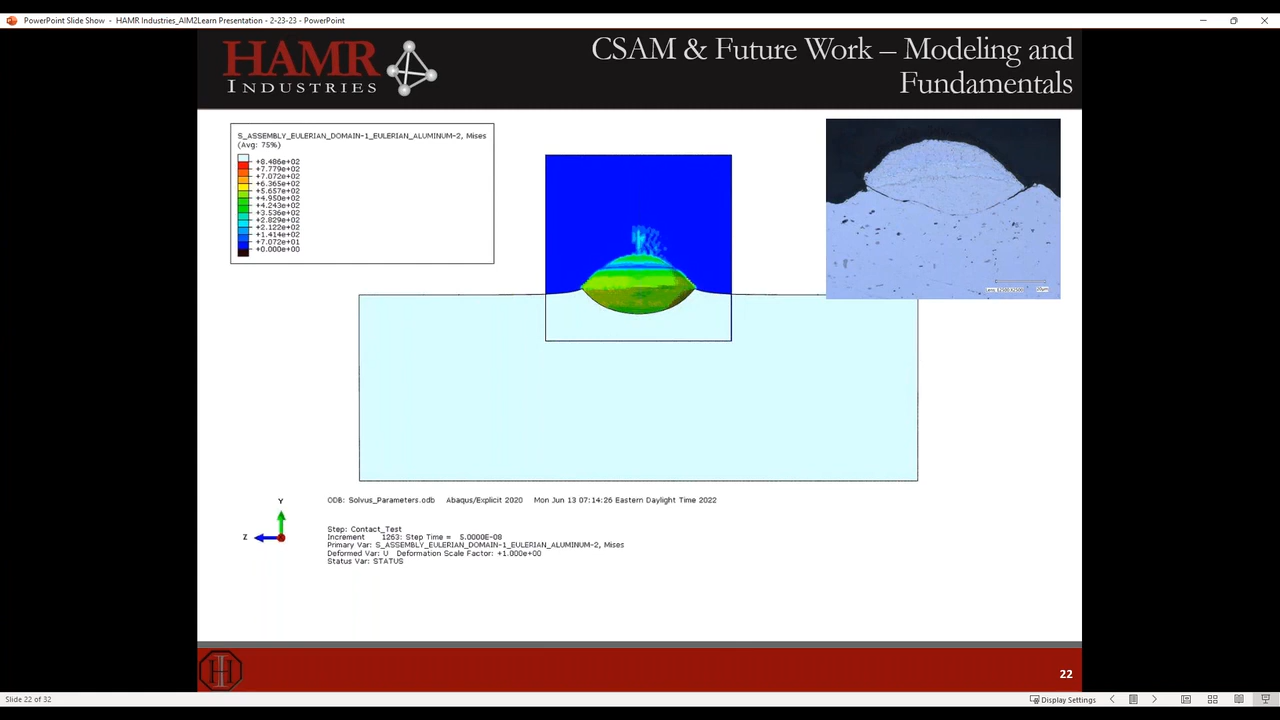 PowerPoint Slide Show - HAMR Industries_AIM2Learn Presentation - 2-23-23 - PowerPoint
HAMR
INDUSTRIES
CSAM & Future Work – Modeling and
Fundamentals
S_ASSEMBLY_EULERIAN_DOMAIN-1_EULERIAN_ALUMINUM-2, Mises
(Avg: 75%)
+8.486e+02
+7.779e+02
+7.072e+02
+6.365e+02
+5.657e+02
+4.950e+02
+4.243e+02
+3.536e+02
+2.829e+02
+2.122e+02
+1.414e+02
+7.072e+01
+0.000e+00
Y
Z
ODB: Solvus_Parameters.odb Abaqus/Explicit 2020 Mon Jun 13 07:14:26 Eastern Daylight Time 2022
Step: Contact_Test
Increment 1263: Step Time = 5.0000E-08
Primary Var: S_ASSEMBLY_EULERIAN_DOMAIN-1_EULERIAN_ALUMINUM-2, Mises
Deformed Var: U Deformation Scale Factor: +1.000e+00
Status Var: STATUS
22
Slide 22 of 32
Display Settings